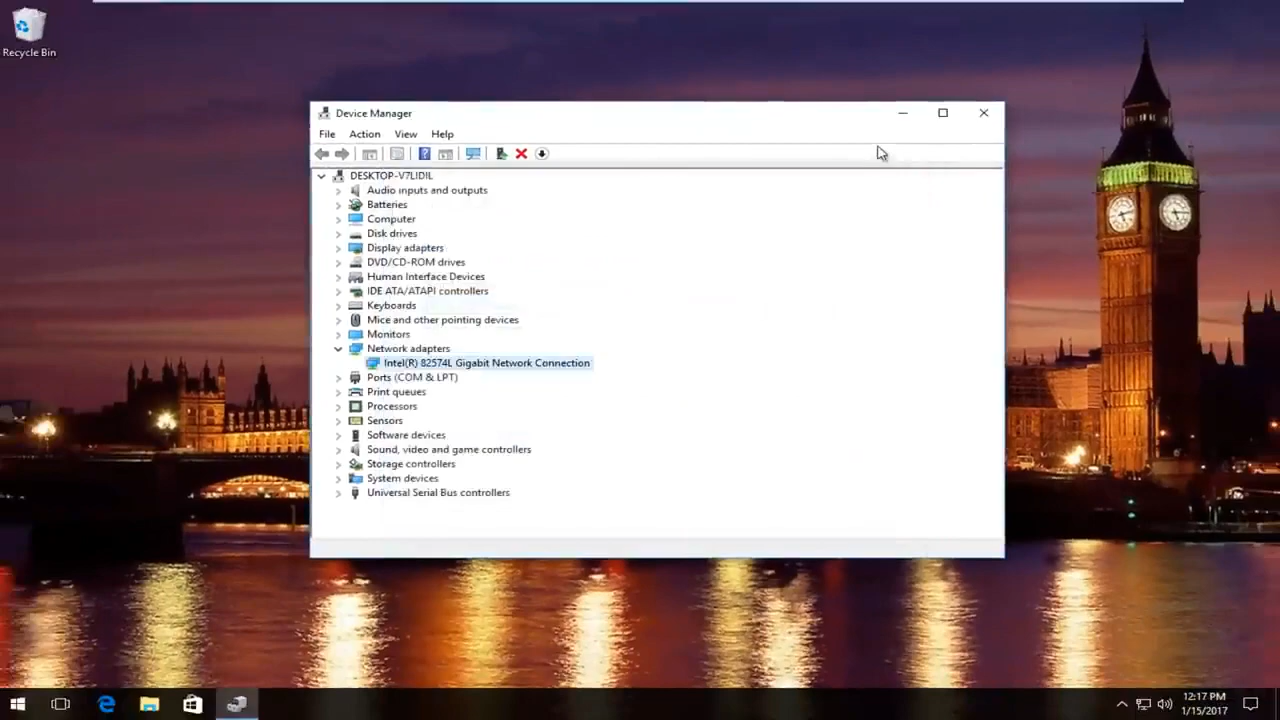 Recycle Bin
Device Manager
File Action View Help
DESKTOP-V7LIDIL
Audio inputs and outputs
Batteries
Computer
Disk drives
Display adapters
DVD/CD-ROM drives
Human Interface Devices
IDE ATA/ATAPI controllers
Keyboards
Mice and other pointing devices
Monitors
Network adapters
Intel(R) 82574L Gigabit Network Connection
Ports (COM & LPT)
Print queues
Processors
Sensors
Software devices
Sound, video and game controllers
Storage controllers
System devices
Universal Serial Bus controllers
12:17 PM
1/15/2017